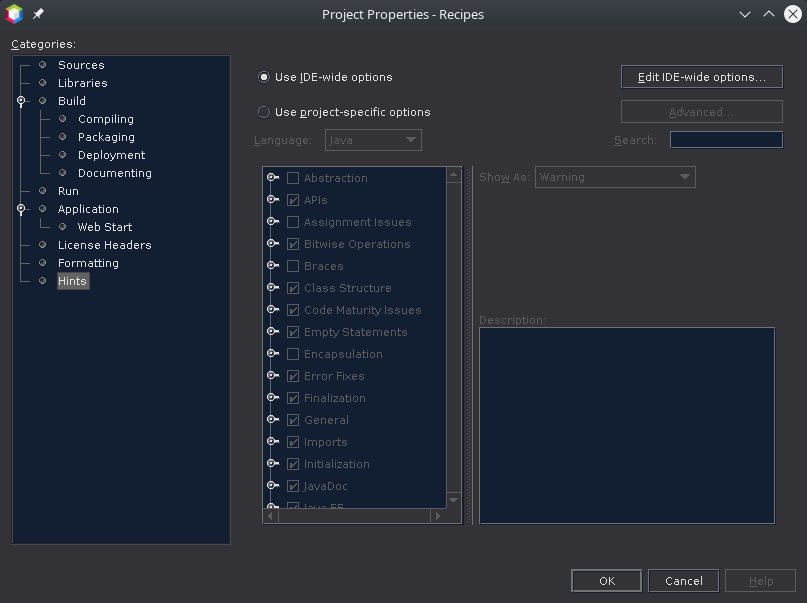 Project Properties - Recipes
Categories:
Sources
Libraries
Build
Compiling
Packaging
Deployment
Documenting
Run
Application
Web Start
License Headers
Formatting
Hints
Use IDE-wide options
Edit IDE-wide options...
Use project-specific options
Advanced...
Language:
Java
Search:
Abstraction
APIs
Assignment Issues
Bitwise Operations
Braces
Class Structure
Code Maturity Issues
Empty Statements
Encapsulation
Error Fixes
Finalization
General
Imports
Initialization
JavaDoc
Java EE
Show As:
Warning
Description:
OK
Cancel
Help